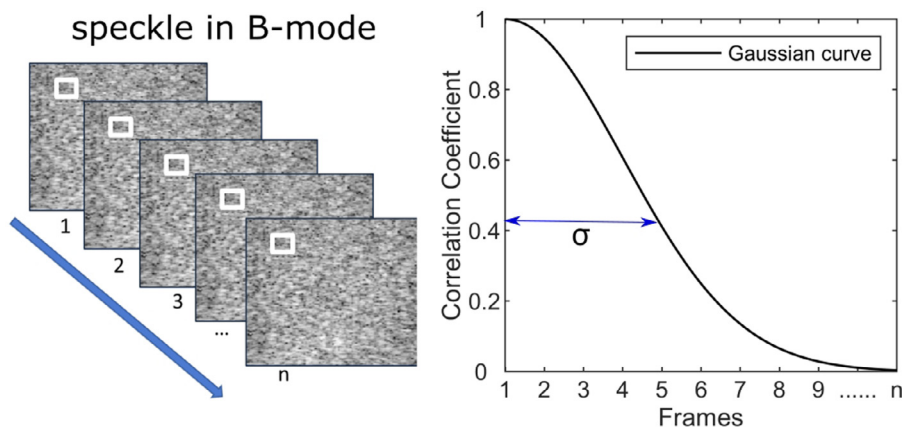 speckle in B-mode
1
2
3
...
n
Correlation Coefficient
1
0.8
0.6
0.4
0.2
0
Gaussian curve
σ
1 2 3 4 5 6 7 8 9 ...... n
Frames